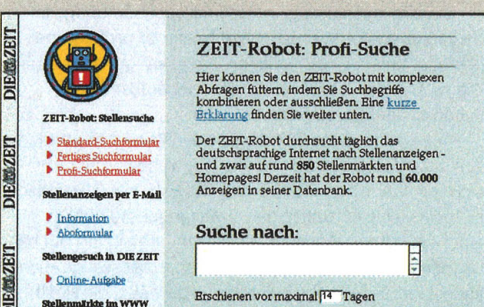 DIE ZEIT
DIE ZEIT
DIE ZEIT
ZEIT-Robot: Stellensuche
Standard-Suchformular
Fertiges Suchformular
Profi-Suchformular
Stellenanzeigen per E-Mail
Information
Aboformular
Stellengesuch in DIE ZEIT
Online-Aufgabe
Stellenmärkte im WWW
ZEIT-Robot: Profi-Suche
Hier können Sie den ZEIT-Robot mit komplexen
Abfragen füttern, indem Sie Suchbegriffe
kombinieren oder ausschließen. Eine kurze
Erklärung finden Sie weiter unten.
Der ZEIT-Robot durchsucht täglich das
deutschsprachige Internet nach Stellenanzeigen -
und zwar auf rund 850 Stellenmärkten und
Homepages! Derzeit hat der Robot rund 60.000
Anzeigen in seiner Datenbank.
Suche nach:
Erschienen vor maximal 14 Tagen